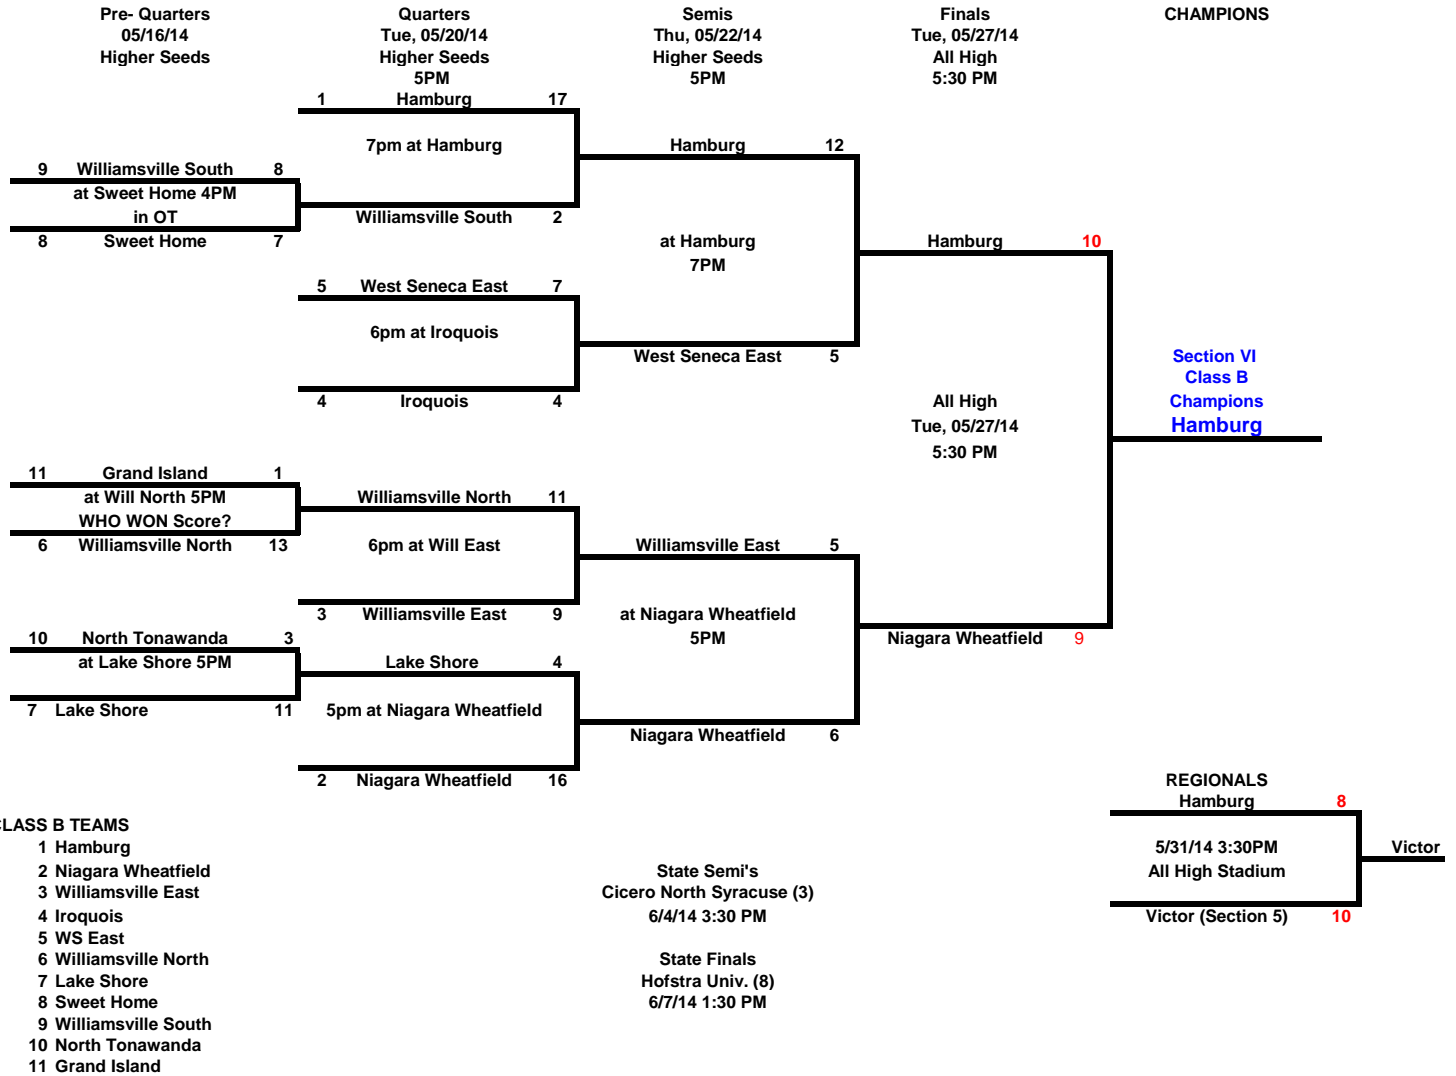 Pre- Quarters
05/16/14
Higher Seeds
Quarters
Tue, 05/20/14
Higher Seeds
5PM
Semis
Thu, 05/22/14
Higher Seeds
5PM
Finals
Tue, 05/27/14
All High
5:30 PM
CHAMPIONS
9 Williamsville South 8
at Sweet Home 4PM
in OT
8 Sweet Home 7
11 Grand Island 1
at Will North 5PM
WHO WON Score?
6 Williamsville North 13
10 North Tonawanda 3
at Lake Shore 5PM
7 Lake Shore 11
1 Hamburg 17
7pm at Hamburg
Williamsville South 2
5 West Seneca East 7
6pm at Iroquois
4 Iroquois 4
Williamsville North 11
6pm at Will East
3 Williamsville East 9
Lake Shore 4
5pm at Niagara Wheatfield
2 Niagara Wheatfield 16
Hamburg 12
at Hamburg
7PM
West Seneca East 5
Williamsville East 5
at Niagara Wheatfield
5PM
Niagara Wheatfield 6
Hamburg 10
All High
Tue, 05/27/14
5:30 PM
Niagara Wheatfield 9
Section VI
Class B
Champions
Hamburg
REGIONALS
Hamburg 8
5/31/14 3:30PM
All High Stadium
Victor (Section 5) 10
Victor
LASS B TEAMS
1 Hamburg
2 Niagara Wheatfield
3 Williamsville East
4 Iroquois
5 WS East
6 Williamsville North
7 Lake Shore
8 Sweet Home
9 Williamsville South
10 North Tonawanda
11 Grand Island
State Semi's
Cicero North Syracuse (3)
6/4/14 3:30 PM
State Finals
Hofstra Univ. (8)
6/7/14 1:30 PM